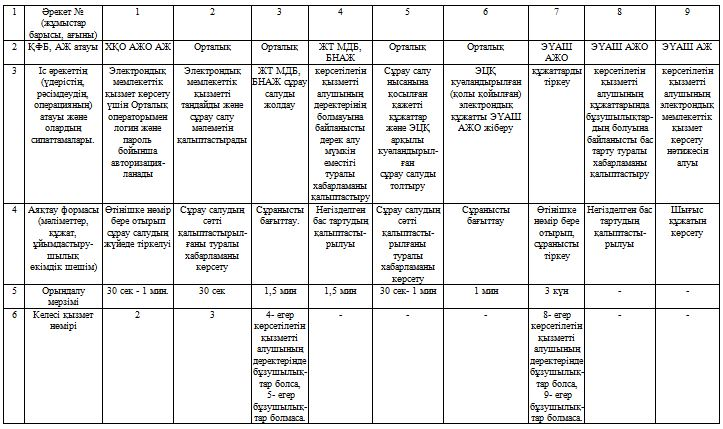 1 Әрекет № (жұмыстар барысы, ағыны) 1 2 3 4 5 6 7 8 9
2 ҚФБ, АЖ атауы ХҚО АЖО АЖ Орталық Орталық ЖТ МДБ, БНАЖ Орталық Орталық ЭҮАШ АЖО ЭҮАШ АЖО ЭҮАШ АЖ
3 Іс әрекеттің (үдерістің, рәсімдеудің, операцияның) атауы және олардың сипаттамалары. Электрондық мемлекеттік қызмет көрсету үшін Орталық операторымен логин және пароль бойынша авторизация-ланады Электрондық мемлекеттік қызметті таңдайды және сұрау салу мәлеметін қалыптастырады ЖТ МДБ, БНАЖ сұрау салуды жолдау көрсетілетін қызметті алушының деректерінің болмауына байланысты дерек алу мүмкін еместігі туралы хабарламаны қалыптастыру Сұрау салу нысанына қосылған қажетті құжаттар және ЭЦҚ арқылы куәландырыл-ған сұрау салуды толтыру ЭЦҚ куәландырылған (қолы қойылған) электрондық құжатты ЭҮАШ АЖО жіберу құжаттарды тіркеу көрсетілетін қызметті алушының құжаттарында бұзушылықтар-дың болуына байланысты бас тарту туралы хабарламаны қалыптастыру көрсетілетін қызметті алушының электрондық мемлекеттік қызмет көрсету нәтижесін алуы
4 Аяқтау формасы (мәліметтер, құжат, ұйымдастыру-шылық өкімдік шешім) Өтінішке нөмір бере отырып сұрау салудың жүйеде тіркелуі Сұрау салудың сәтті қалыптастырыл-ғаны туралы хабарламаны көрсету Сұранысты бағыттау. Негізделген бас тартудың қалыптасты-рылуы Сұрау салудың сәтті қалыпта-стырылғаны туралы хабарламаны көрсету Сұранысты бағыттау Өтінішке нөмір бере отырып, сұранысты тіркеу Негізделген бас тартудың қалыптасты-рылуы Шығыс құжатын көрсету
5 Орындалу мерзімі 30 сек - 1 мин. 30 сек 1,5 мин 1,5 мин 30 сек- 1 мин 1 мин 3 күн - -
6 Келесі қызмет нөмірі 2 3 4- егер көрсетілетін қызметті алушының деректерінде бұзушылық-тар болса, 5- егер бұзушылық-тар болмаса. - - - 8- егер көрсетілетін қызметті алушының деректерінде бұзушылық-тар болса, 9- егер бұзушылық-тар болмаса. - -